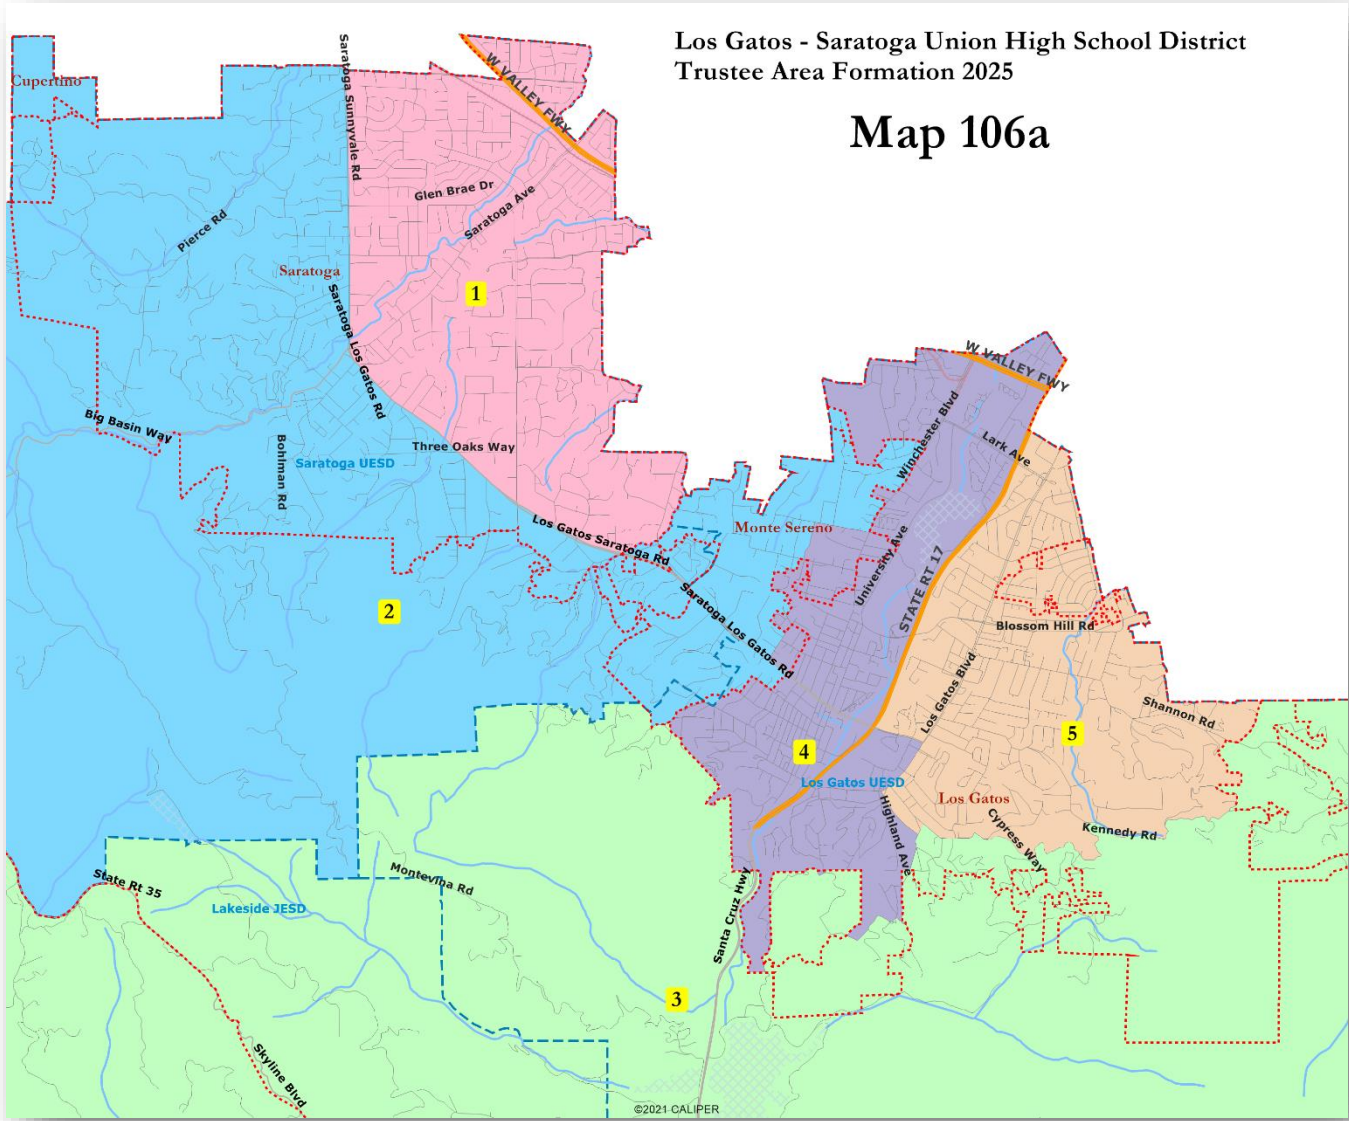 Los Gatos - Saratoga Union High School District
Trustee Area Formation 2025
Map 106a
Cupertino
Saratoga Sunnyvale Rd
W VALLEY FWY
Glen Brae Dr
Saratoga Ave
Pierce Rd
Saratoga
1
Saratoga Los Gatos Rd
W VALLEY FWY
Winchester Blvd
Big Basin Way
Bohlman Rd
Three Oaks Way
Lark Ave
Saratoga UESD
Los Gatos Saratoga Rd
Monte Sereno
University Ave
STATE RT 17
2
Saratoga Los Gatos Rd
Blossom Hill Rd
Los Gatos Blvd
Shannon Rd
4
5
Los Gatos UESD
Los Gatos
Highland Ave
Cypress Way
Kennedy Rd
State Rt 35
Montevina Rd
Lakeside JESD
Santa Cruz Hwy
3
Skyline Blvd
©2021 CALIPER